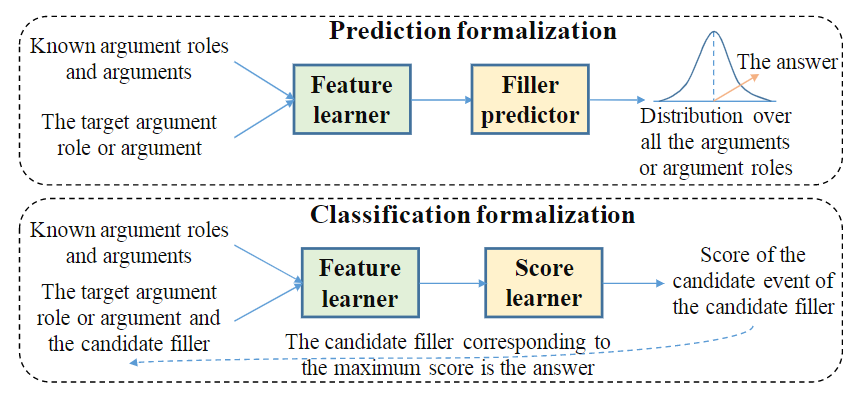 Prediction formalization
Known argument roles
and arguments
The target argument
role or argument
Feature
learner
Filler
predictor
The answer
Distribution over
all the arguments
or argument roles
Classification formalization
Known argument roles
and arguments
The target argument
role or argument and
the candidate filler
Feature
learner
Score
learner
Score of the
candidate event of
the candidate filler
The candidate filler corresponding to
the maximum score is the answer